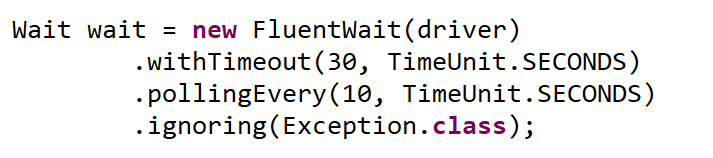 Wait wait = new FluentWait(driver)
.withTimeout(30, TimeUnit.SECONDS)
.pollingEvery(10, TimeUnit.SECONDS)
.ignoring(Exception.class);